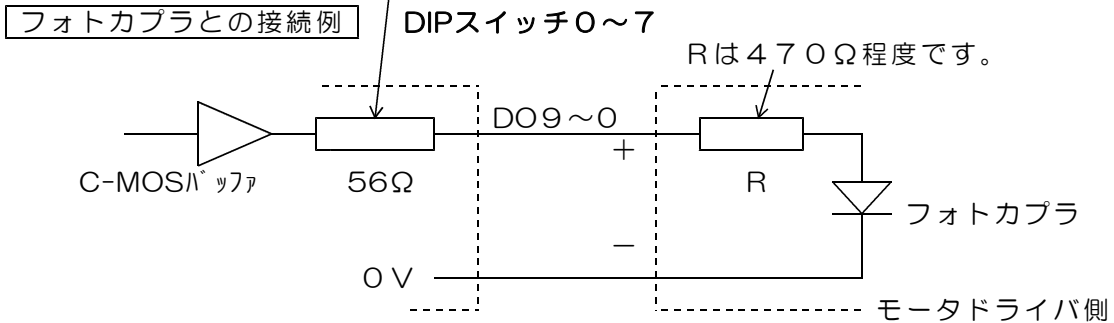 フォトカプラとの接続例
DIPスイッチ０～７
Ｒは４７０Ω程度です。
DO９～０
＋
C-MOSﾊﾞｯﾌｧ
56Ω
Ｒ
フォトカプラ
－
０Ｖ
モータドライバ側